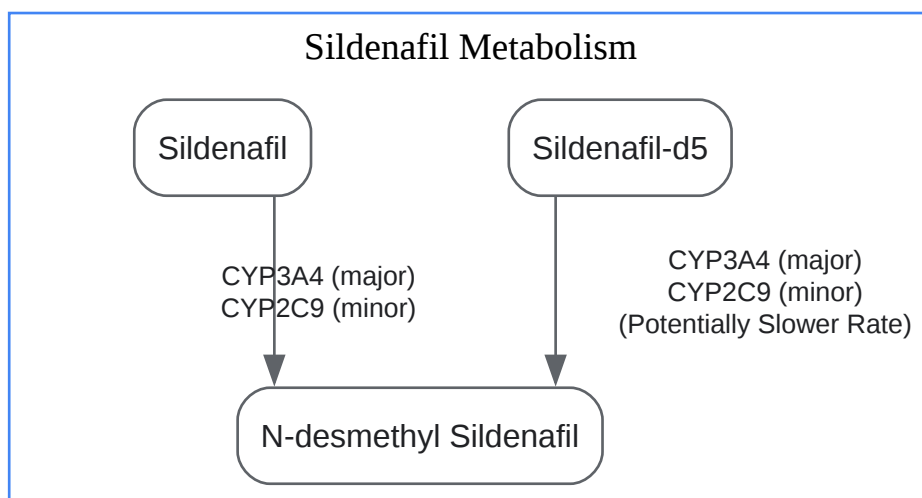 Sildenafil Metabolism
Sildenafil
Sildenafil-d5
CYP3A4 (major)
CYP2C9 (minor)
CYP3A4 (major)
CYP2C9 (minor)
(Potentially Slower Rate)
N-desmethyl Sildenafil